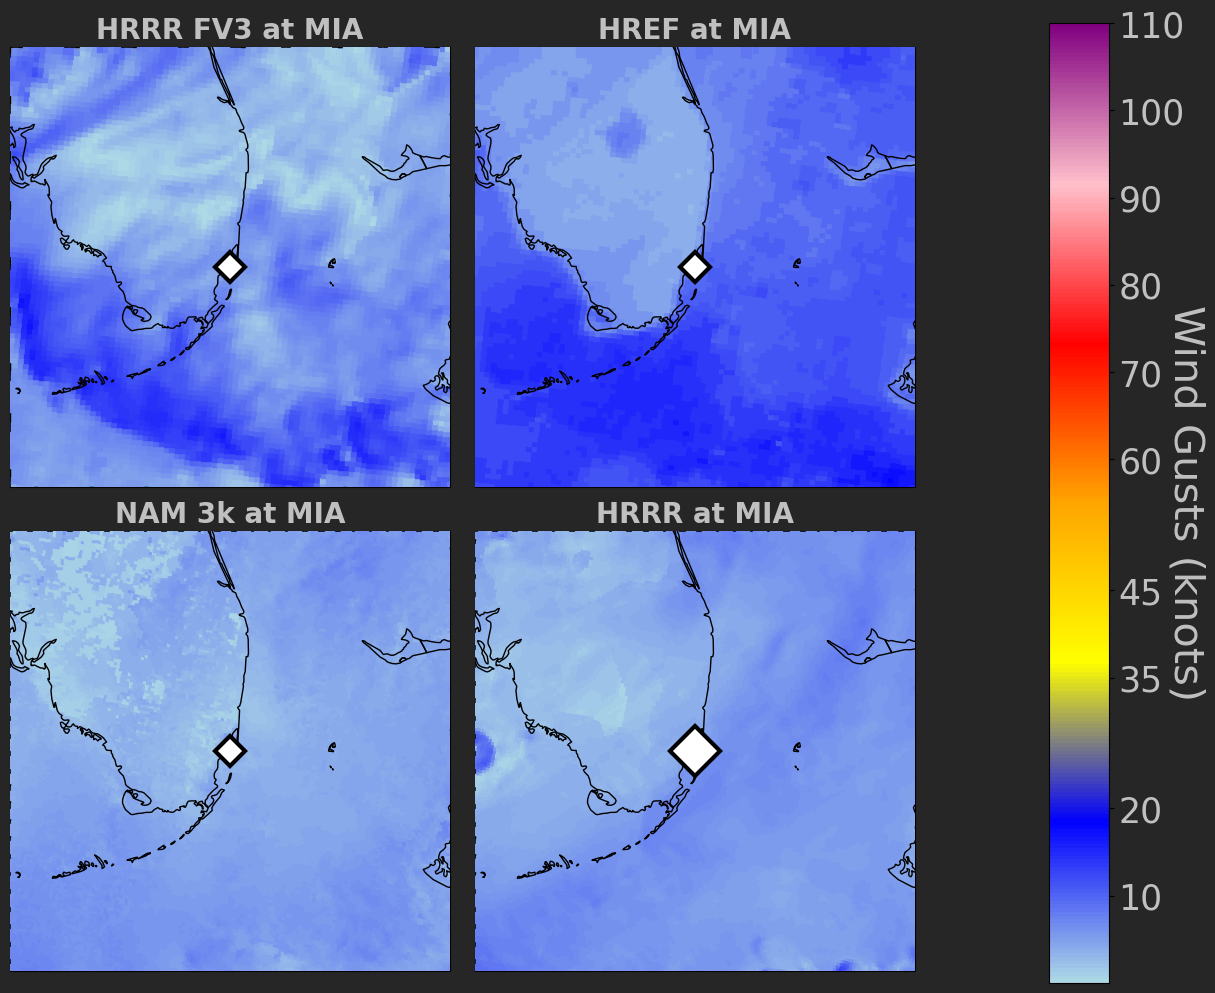 HRRR FV3 at MIA
HREF at MIA
NAM 3k at MIA
HRRR at MIA
110
100
90
80
70
60
45
35
20
10
Wind Gusts (knots)